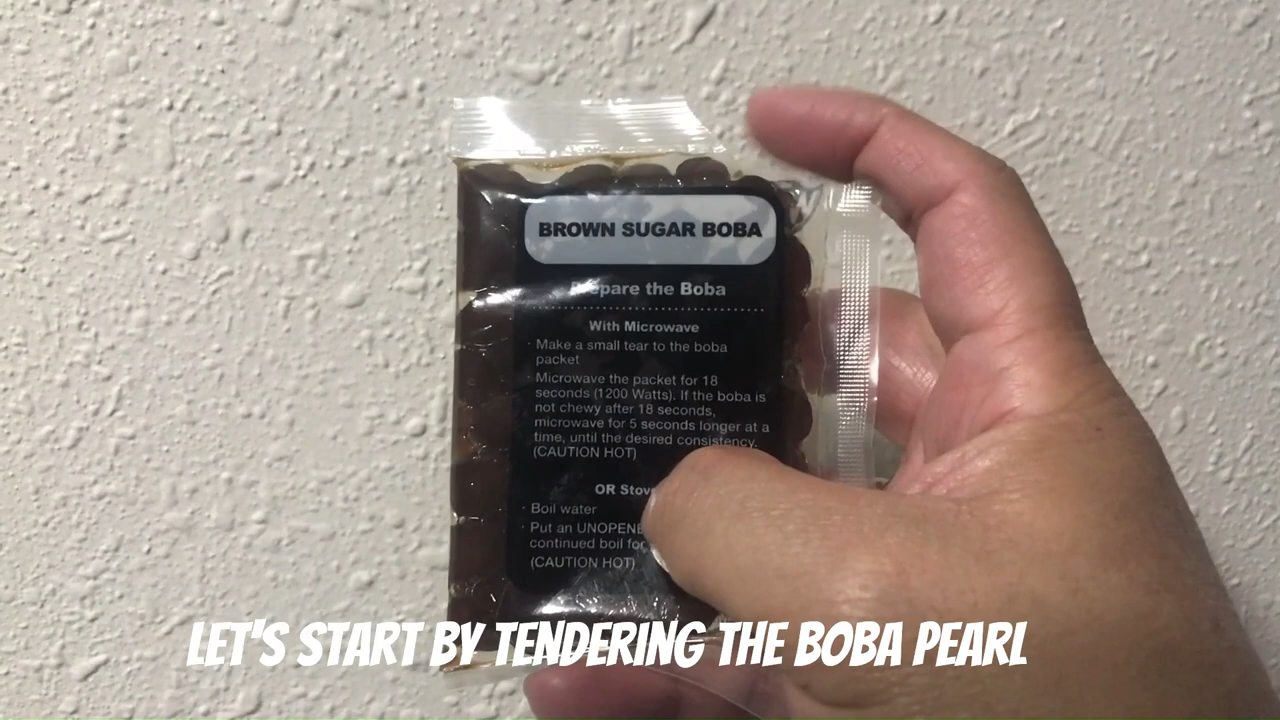 BROWN SUGAR BOBA
Prepare the Boba
With Microwave
· Make a small tear to the boba
packet
· Microwave the packet for 18
seconds (1200 Watts). If the boba is
not chewy after 18 seconds,
microwave for 5 seconds longer at a
time, until the desired consistency.
(CAUTION HOT)
OR
· Boil water
· Put an
continued boil for
(CAUTION HOT)
LET'S START BY TENDERING THE BOBA PEARL